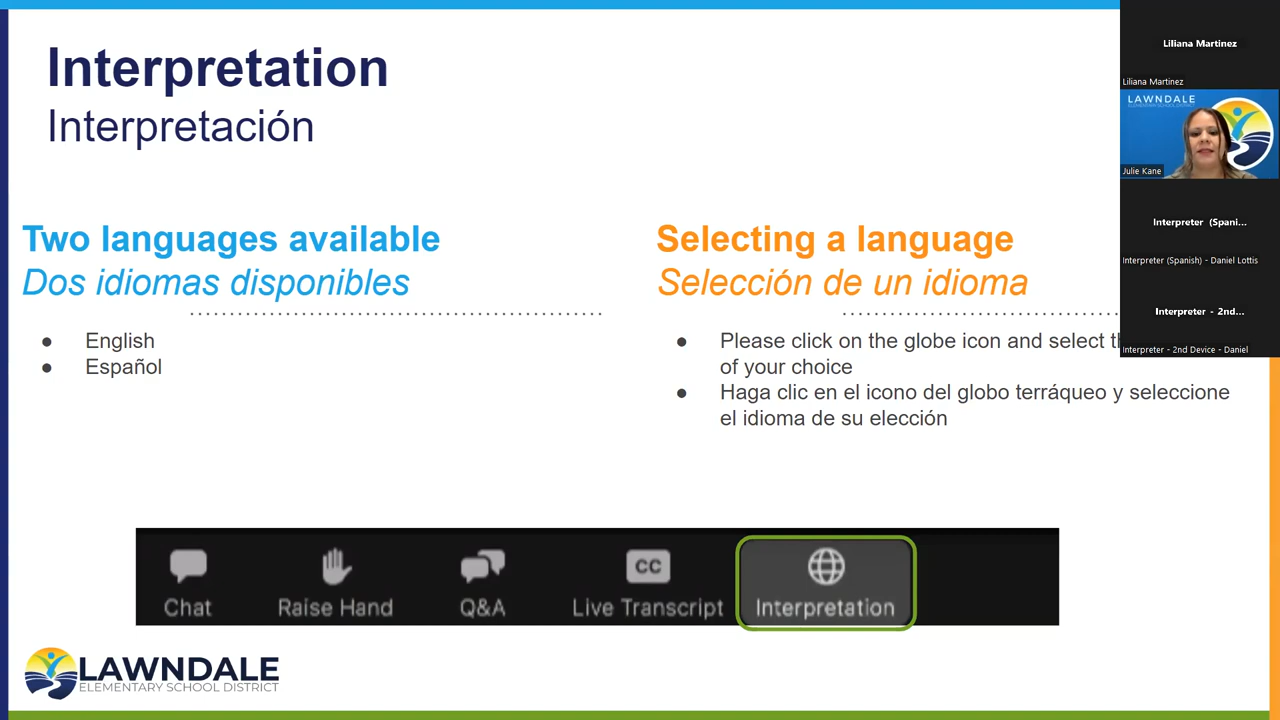 Interpretation
Interpretación
Two languages available
Dos idiomas disponibles
● English
● Español
Selecting a language
Selección de un idioma
● Please click on the globe icon and select
of your choice
● Haga clic en el icono del globo terráqueo y seleccione
el idioma de su elección
Chat
Raise Hand
Q&A
CC
Live Transcript
Interpretation
LAWNDALE
ELEMENTARY SCHOOL DISTRICT
Liliana Martinez
Liliana Martinez
LAWNDALE
ELEMENTARY SCHOOL DISTRICT
Julie Kane
Interpreter (Spani...
Interpreter (Spanish) - Daniel Lottis
Interpreter - 2nd...
Interpreter - 2nd Device - Daniel